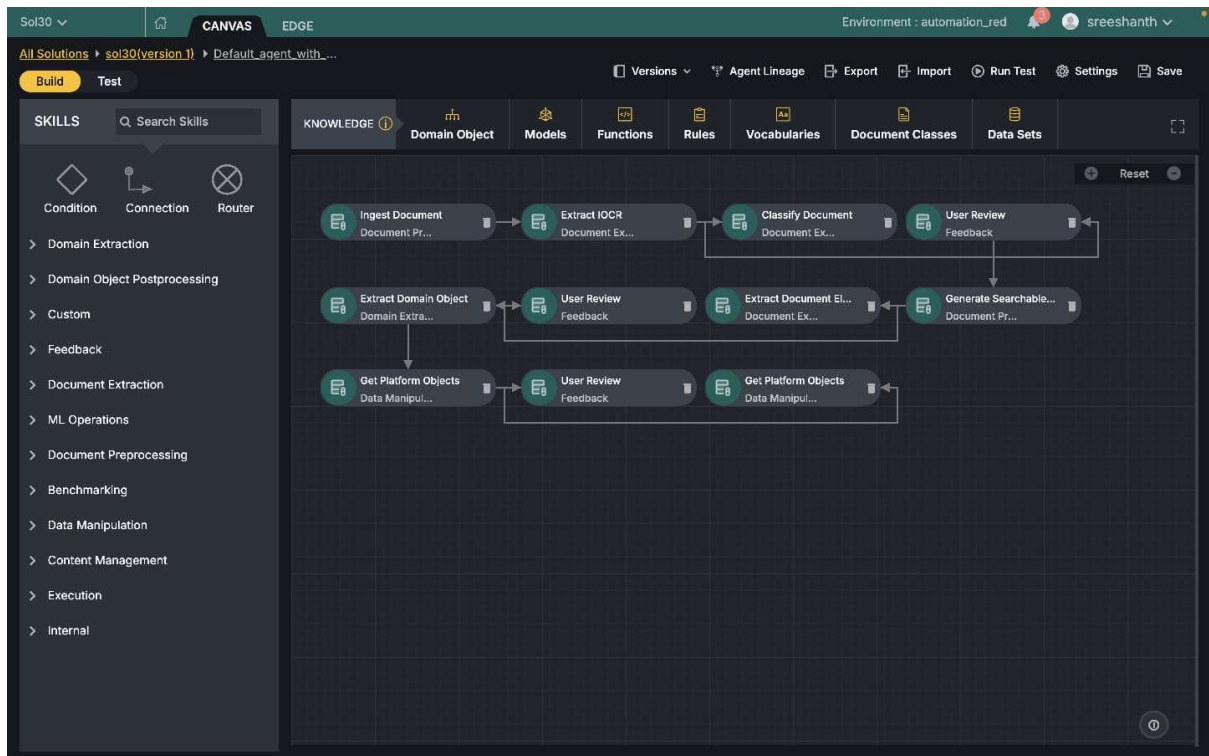 Sol30
CANVAS
EDGE
Environment : automation_red
3
sreeshanth
All Solutions
sol30(version 1)
Default_agent_with_...
Build
Test
Versions
Agent Lineage
Export
Import
Run Test
Settings
Save
SKILLS
Search Skills
KNOWLEDGE
Domain Object
Models
Functions
Rules
Vocabularies
Document Classes
Data Sets
Reset
Condition
Connection
Router
Domain Extraction
Domain Object Postprocessing
Custom
Feedback
Document Extraction
ML Operations
Document Preprocessing
Benchmarking
Data Manipulation
Content Management
Execution
Internal
Ingest Document
Document Pr...
Extract IOCR
Document Ex...
Classify Document
Document Ex...
User Review
Feedback
Extract Domain Object
Domain Extra...
User Review
Feedback
Extract Document El...
Document Ex...
Generate Searchable...
Document Pr...
Get Platform Objects
Data Manipul...
User Review
Feedback
Get Platform Objects
Data Manipul...